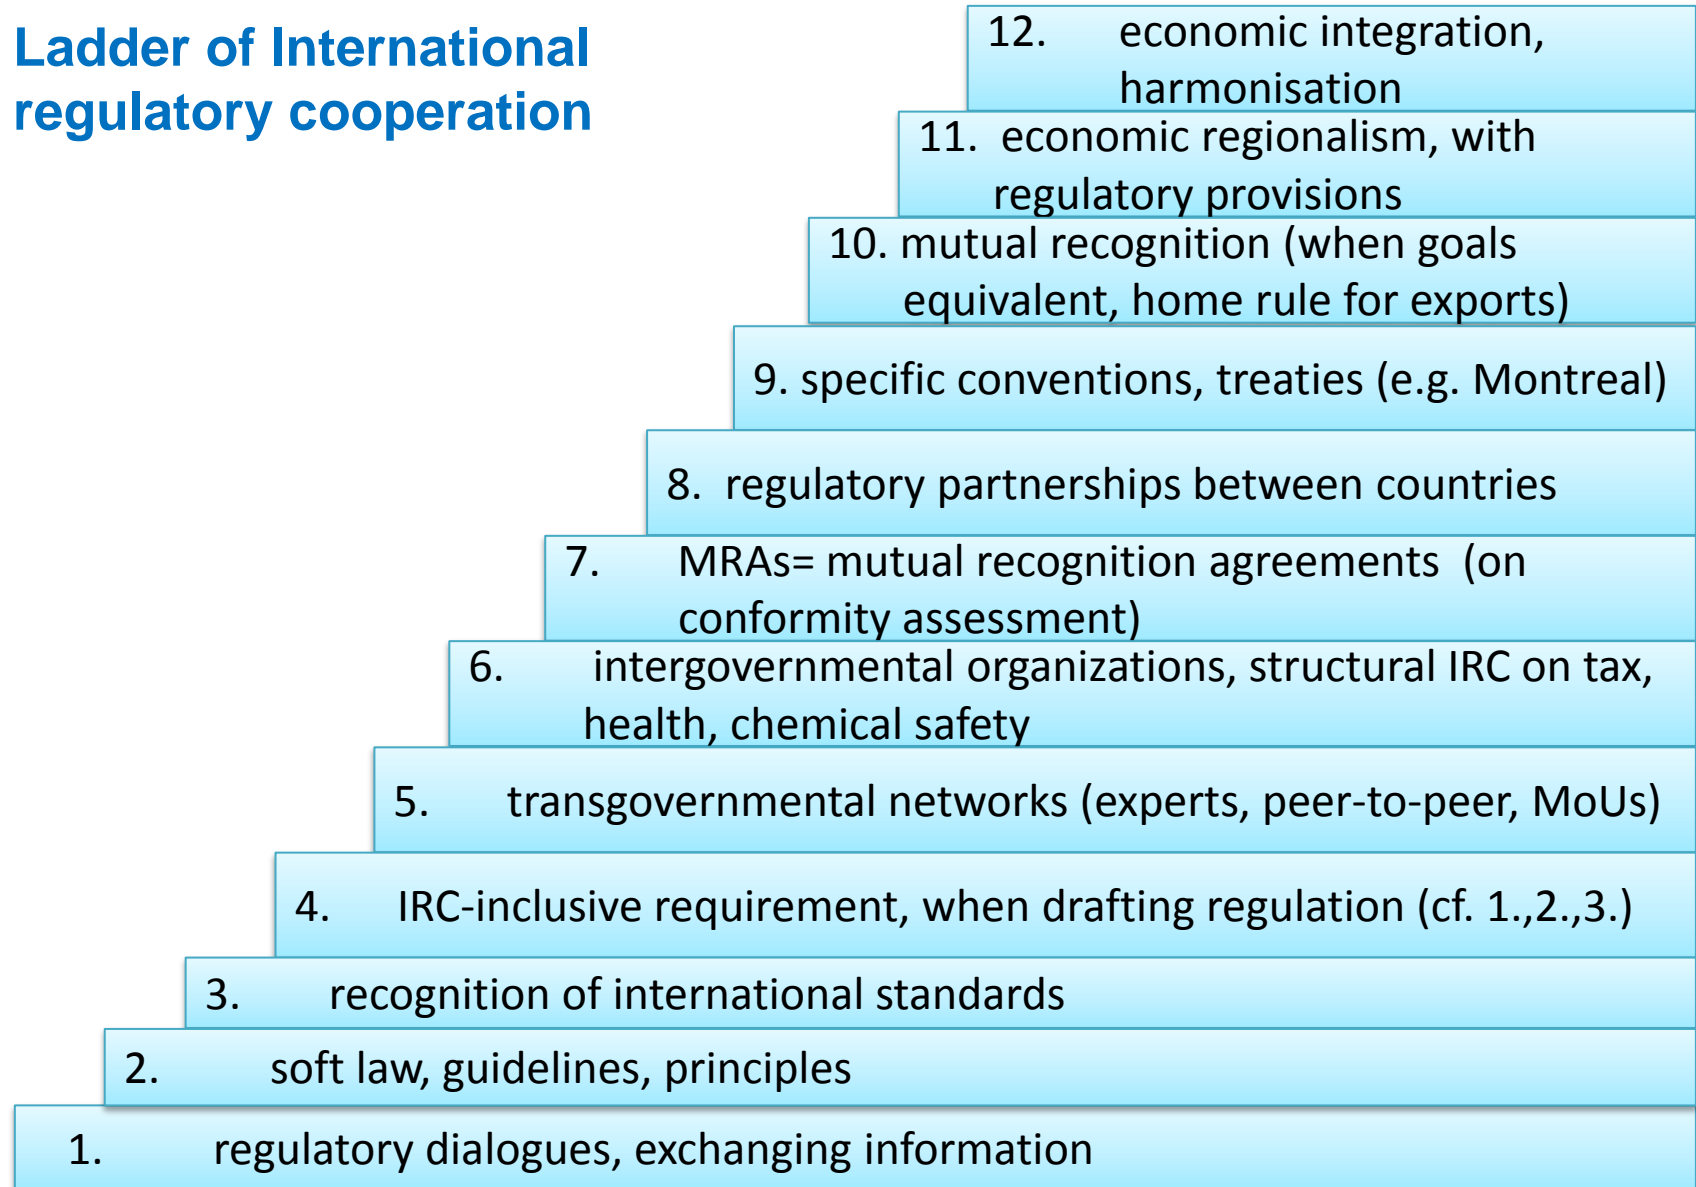 Ladder of International
regulatory cooperation
12. economic integration,
harmonisation
11. economic regionalism, with
regulatory provisions
10. mutual recognition (when goals
equivalent, home rule for exports)
9. specific conventions, treaties (e.g. Montreal)
8. regulatory partnerships between countries
7. MRAs= mutual recognition agreements (on
conformity assessment)
6. intergovernmental organizations, structural IRC on tax,
health, chemical safety
5. transgovernmental networks (experts, peer-to-peer, MoUs)
4. IRC-inclusive requirement, when drafting regulation (cf. 1.,2.,3.)
3. recognition of international standards
2. soft law, guidelines, principles
1. regulatory dialogues, exchanging information